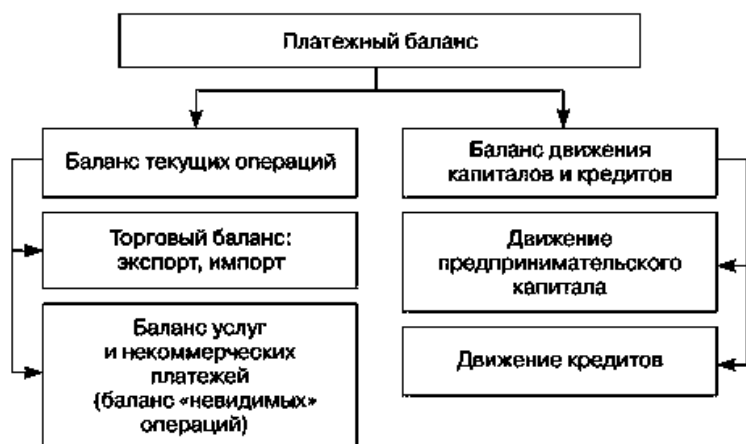 Платежный баланс
Баланс текущих операций
Баланс движения
капиталов и кредитов
Торговый баланс:
экспорт, импорт
Движение
предпринимательского
капитала
Баланс услуг
и некоммерческих
платежей
(баланс «невидимых»
операций)
Движение кредитов